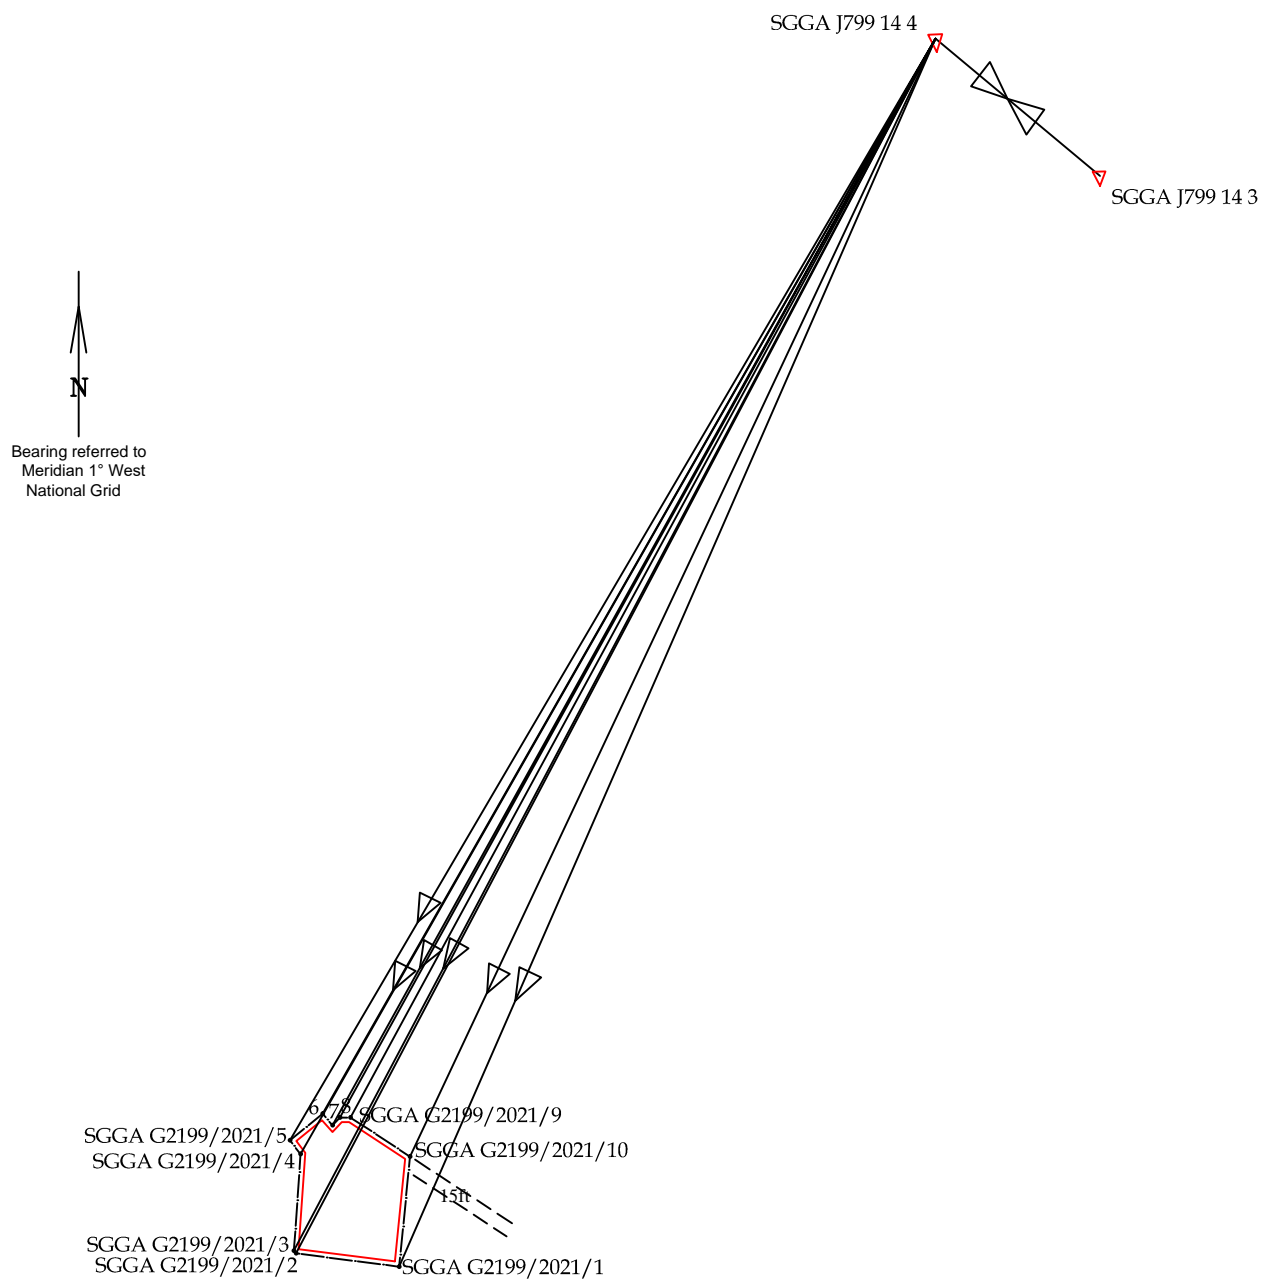 SGGA J799 14 4
SGGA J799 14 3
N
Bearing referred to
Meridian 1° West
National Grid
6
7
8
SGGA G2199/2021/9
SGGA G2199/2021/5
SGGA G2199/2021/10
SGGA G2199/2021/4
15ft
SGGA G2199/2021/3
SGGA G2199/2021/2
SGGA G2199/2021/1